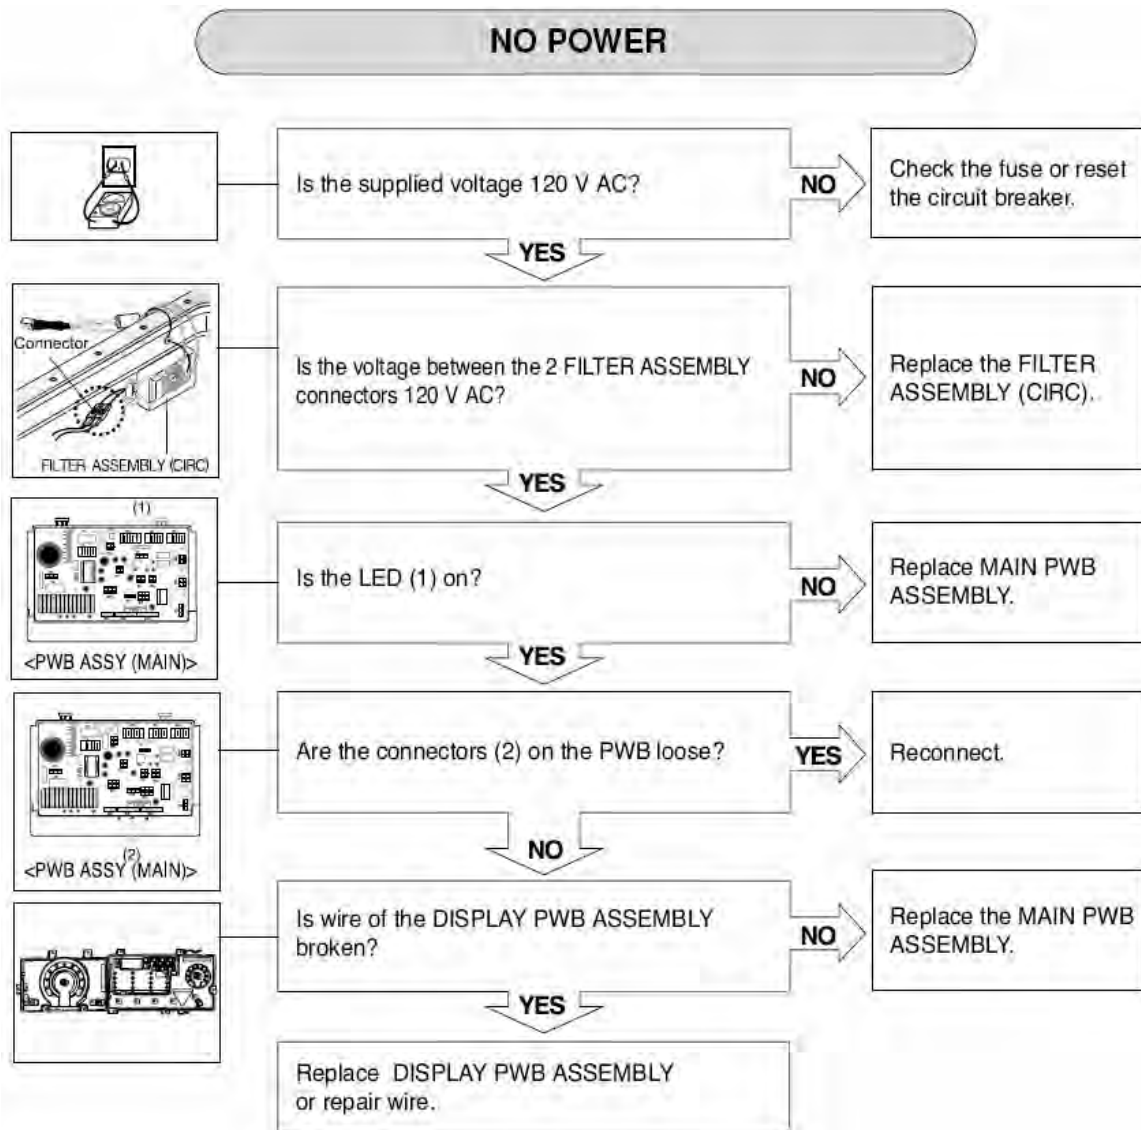 NO POWER
Is the supplied voltage 120 V AC?
NO
Check the fuse or reset
the circuit breaker.
YES
Connector
FILTER ASSEMBLY (CIRC)
Is the voltage between the 2 FILTER ASSEMBLY
connectors 120 V AC?
NO
Replace the FILTER
ASSEMBLY (CIRC).
YES
(1)
<PWB ASSY (MAIN)>
Is the LED (1) on?
NO
Replace MAIN PWB
ASSEMBLY.
YES
(2)
<PWB ASSY (MAIN)>
Are the connectors (2) on the PWB loose?
YES
Reconnect.
NO
Is wire of the DISPLAY PWB ASSEMBLY
broken?
NO
Replace the MAIN PWB
ASSEMBLY.
YES
Replace DISPLAY PWB ASSEMBLY
or repair wire.